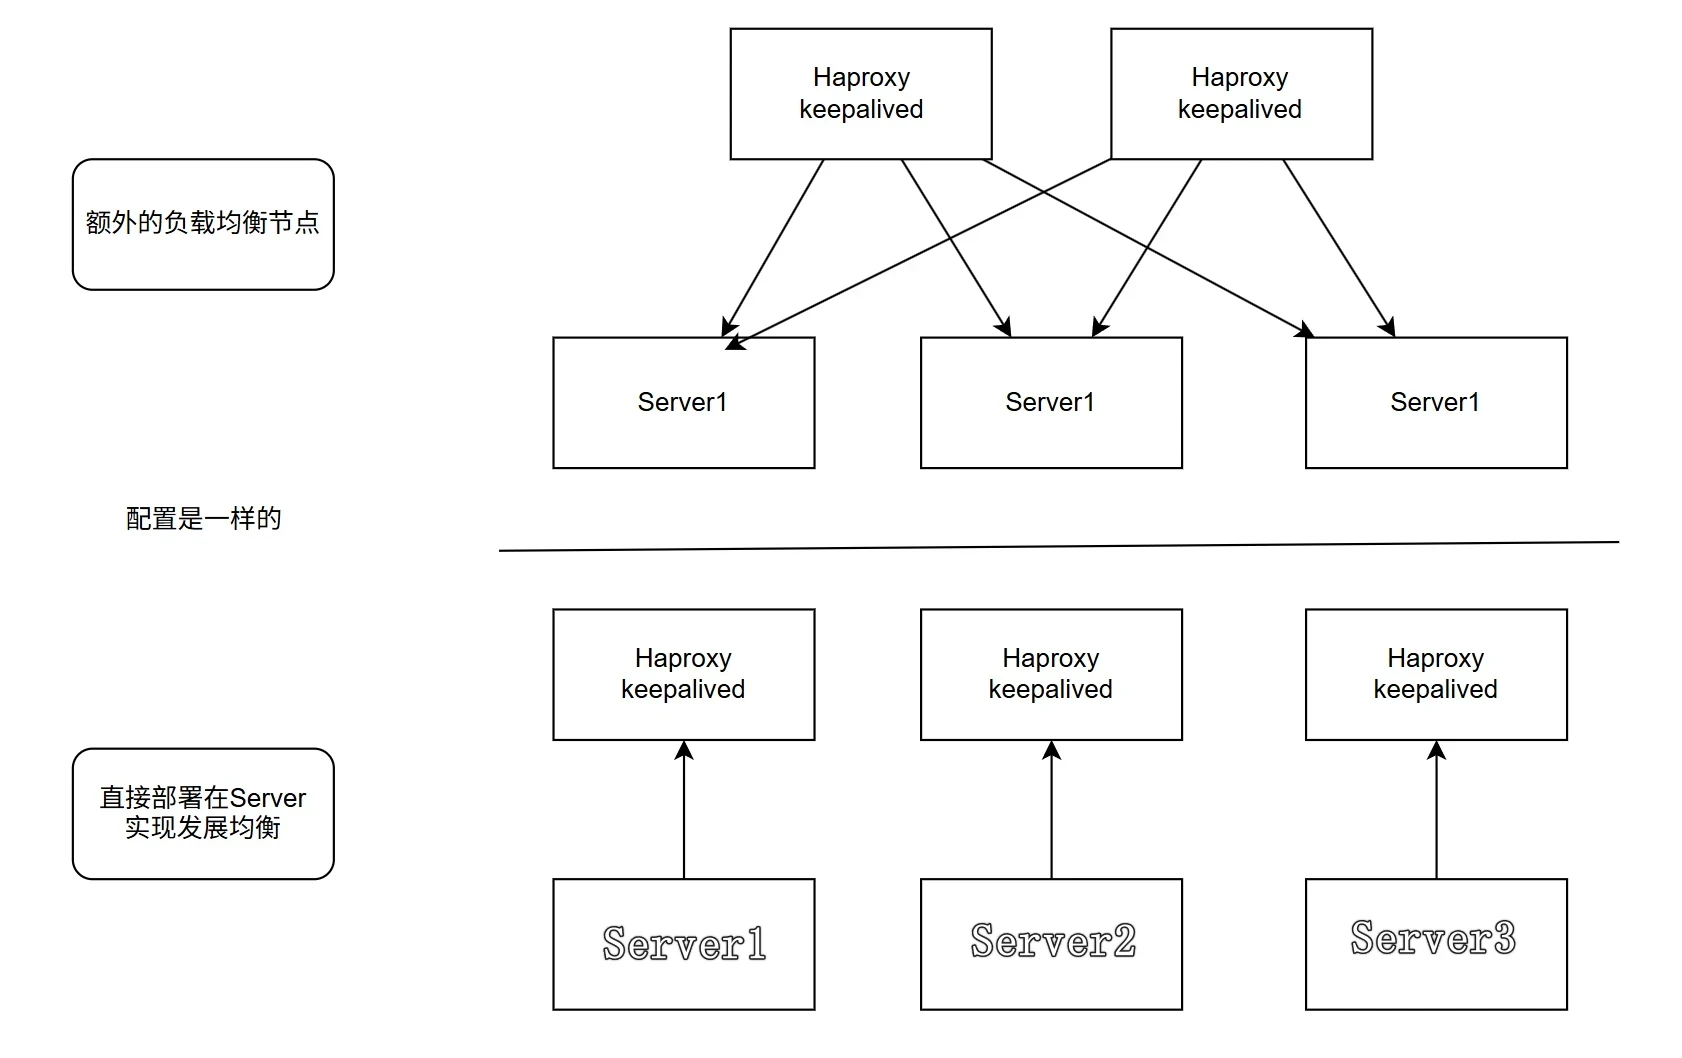 Haproxy
keepalived
Haproxy
keepalived
额外的负载均衡节点
Server1
Server1
Server1
配置是一样的
Haproxy
keepalived
Haproxy
keepalived
Haproxy
keepalived
直接部署在Server
实现发展均衡
Server1
Server2
Server3